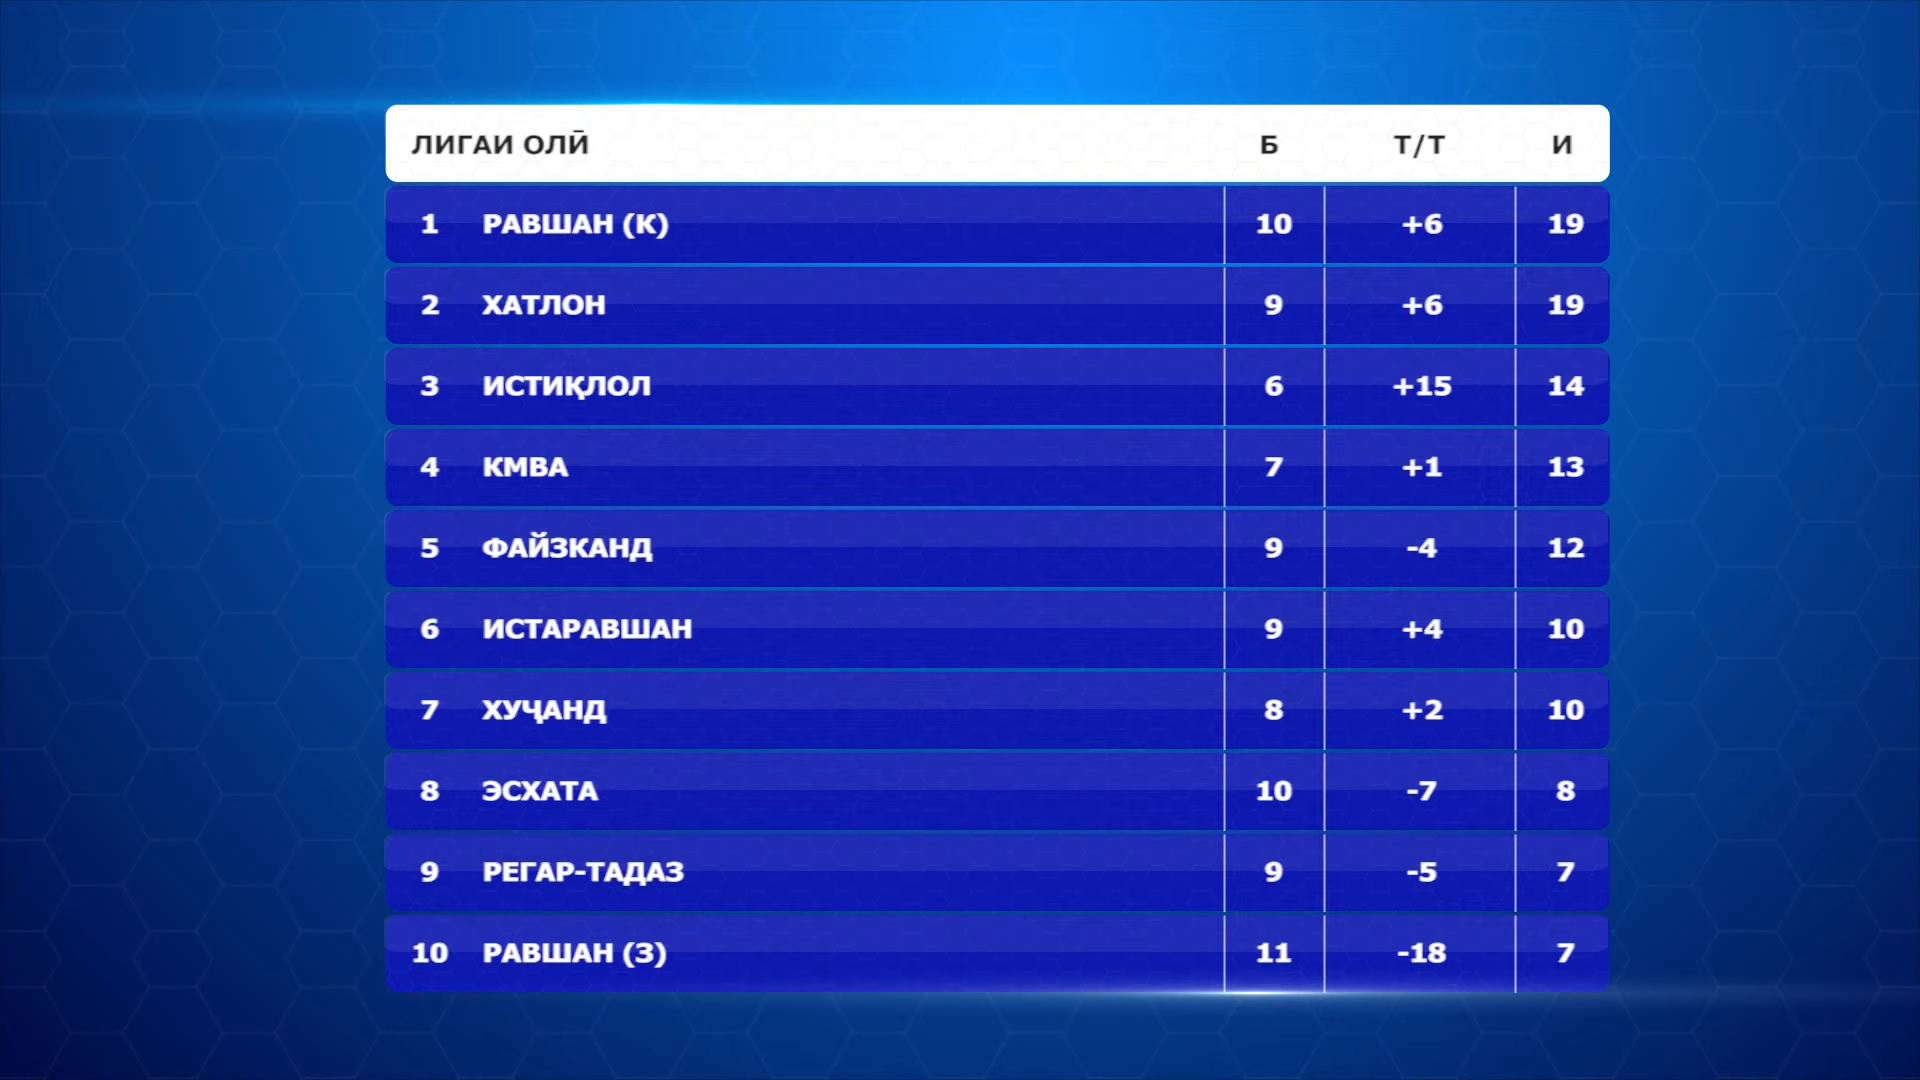 ЛИГАИ ОЛӢ Б Т/Т И
1 РАВШАН (К) 10 +6 19
2 ХАТЛОН 9 +6 19
3 ИСТИҚЛОЛ 6 +15 14
4 КМВА 7 +1 13
5 ФАЙЗКАНД 9 -4 12
6 ИСТАРАВШАН 9 +4 10
7 ХУҶАНД 8 +2 10
8 ЭСХАТА 10 -7 8
9 РЕГАР-ТАДАЗ 9 -5 7
10 РАВШАН (З) 11 -18 7